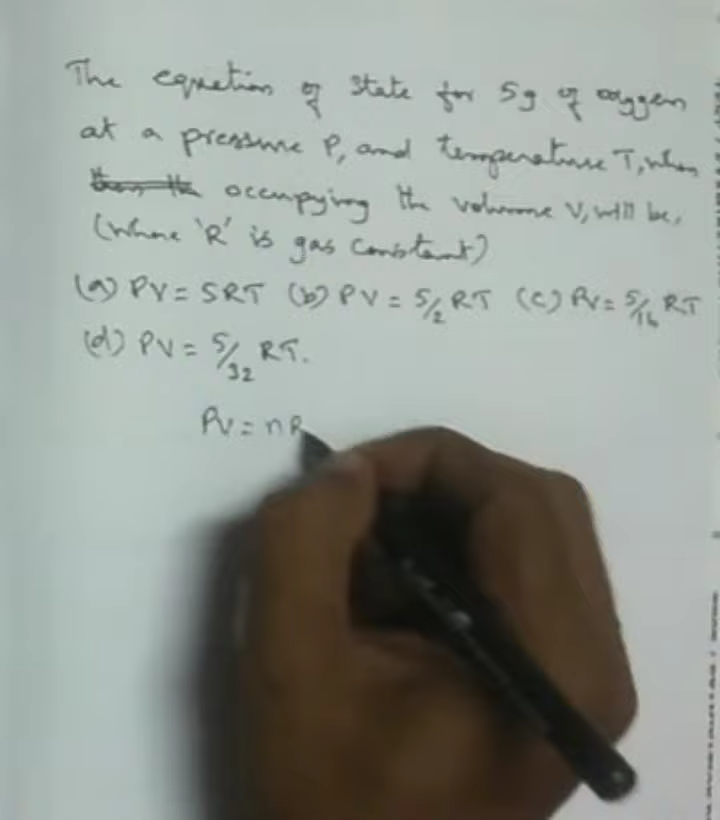 The equation of state for 5g of oxygen
at a pressure P, and temperature T, when
occupying the volume V, will be,
(where 'R' is gas constant)
(a) PV = 5RT (b) PV = 5/2 RT (c) PV = 5/16 RT
(d) PV = 5/32 RT.
PV = nR